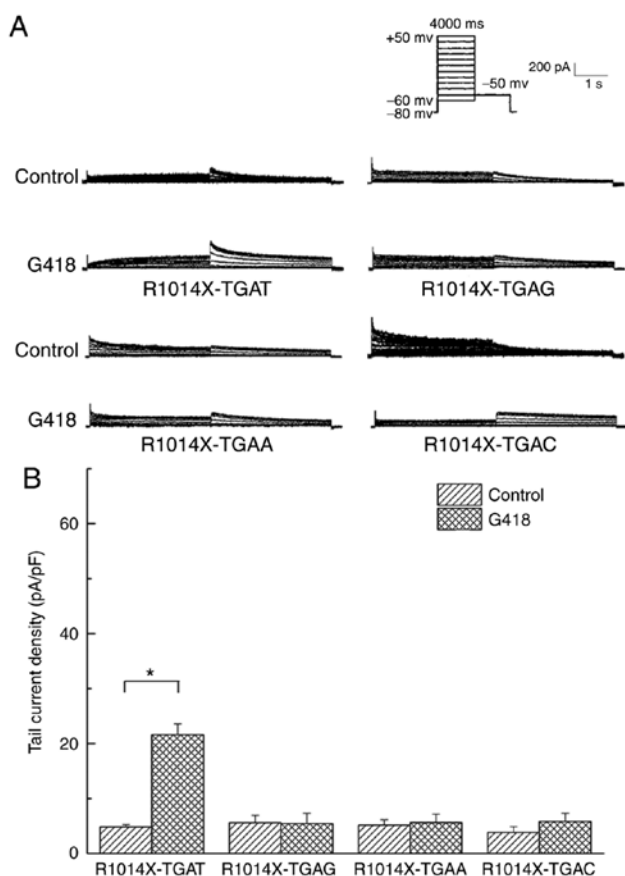 A
4000 ms
+50 mv
−50 mv
200 pA
1 s
−60 mv
−80 mv
Control
G418
R1014X-TGAT
R1014X-TGAG
Control
G418
R1014X-TGAA
R1014X-TGAC
B
Control
G418
Tail current density (pA/pF)
60
40
20
0
*
R1014X-TGAT R1014X-TGAG R1014X-TGAA R1014X-TGAC